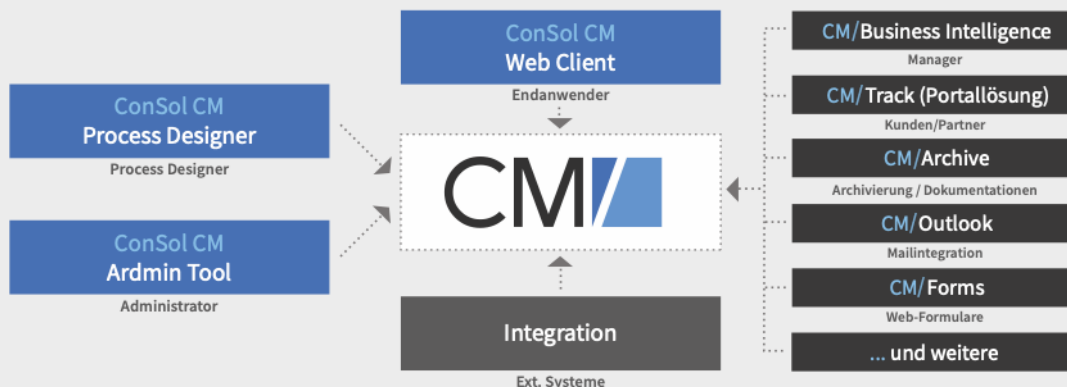 ConSol CM
Web Client
Endanwender
ConSol CM
Process Designer
Process Designer
ConSol CM
Ardmin Tool
Administrator
CM/
Integration
Ext. Systeme
CM/Business Intelligence
Manager
CM/Track (Portallösung)
Kunden/Partner
CM/Archive
Archivierung / Dokumentationen
CM/Outlook
Mailintegration
CM/Forms
Web-Formulare
... und weitere